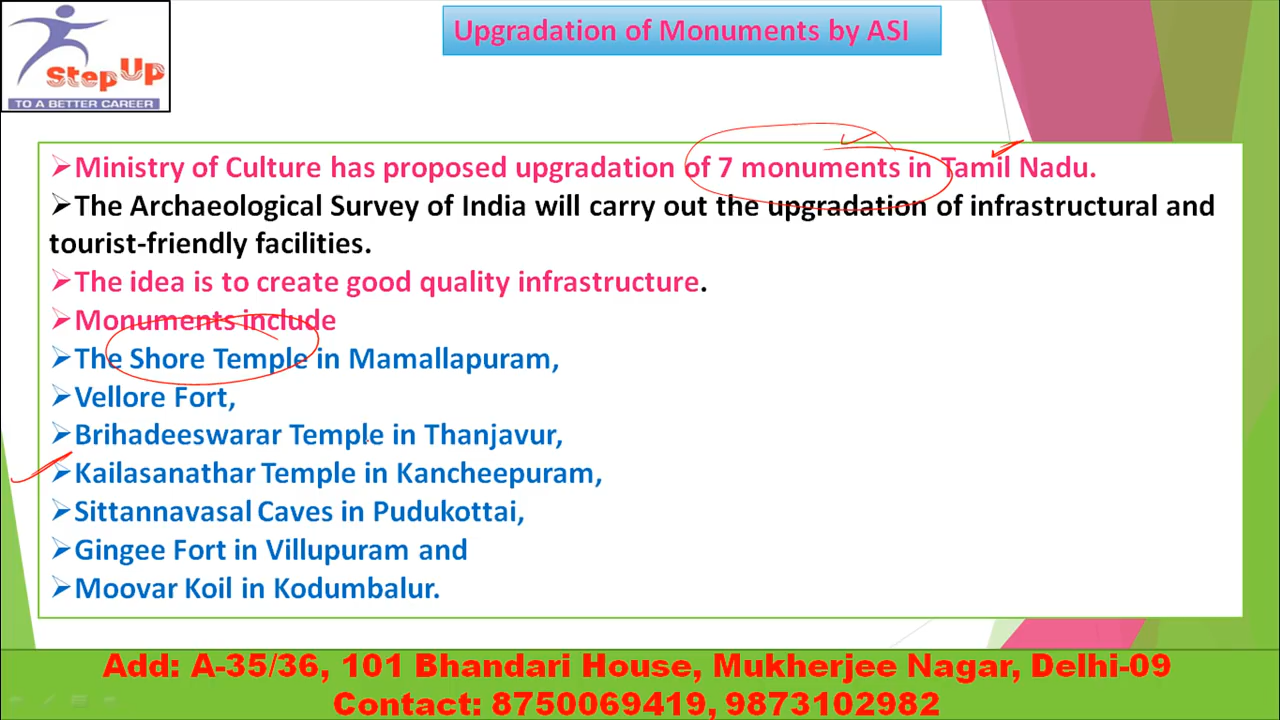 Upgradation of Monuments by ASI
Step Up
TO A BETTER CAREER
➢Ministry of Culture has proposed upgradation of 7 monuments in Tamil Nadu.
➢The Archaeological Survey of India will carry out the upgradation of infrastructural and
tourist-friendly facilities.
➢The idea is to create good quality infrastructure.
➢Monuments include
➢The Shore Temple in Mamallapuram,
➢Vellore Fort,
➢Brihadeeswarar Temple in Thanjavur,
➢Kailasanathar Temple in Kancheepuram,
➢Sittannavasal Caves in Pudukottai,
➢Gingee Fort in Villupuram and
➢Moovar Koil in Kodumbalur.
Add: A-35/36, 101 Bhandari House, Mukherjee Nagar, Delhi-09
Contact: 8750069419, 9873102982